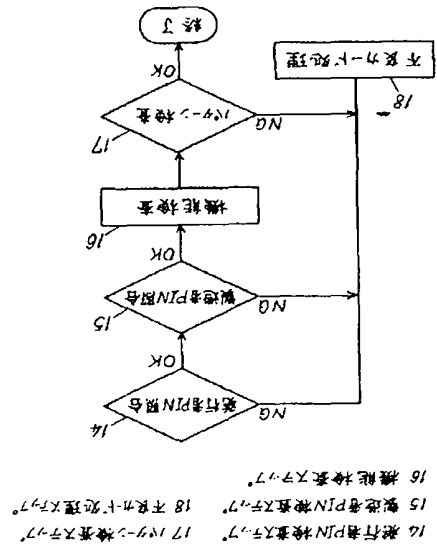 14 発行者PIN検査ステップ 17 パターン検査ステップ
15 製造者PIN検査ステップ 18 不良カード処理ステップ
16 機能検査ステップ
14
発行者PIN照合
NG
OK
15
製造者PIN照合
NG
OK
16
機能検査
17
パターン検査
NG
OK
18
不良カード処理
終了